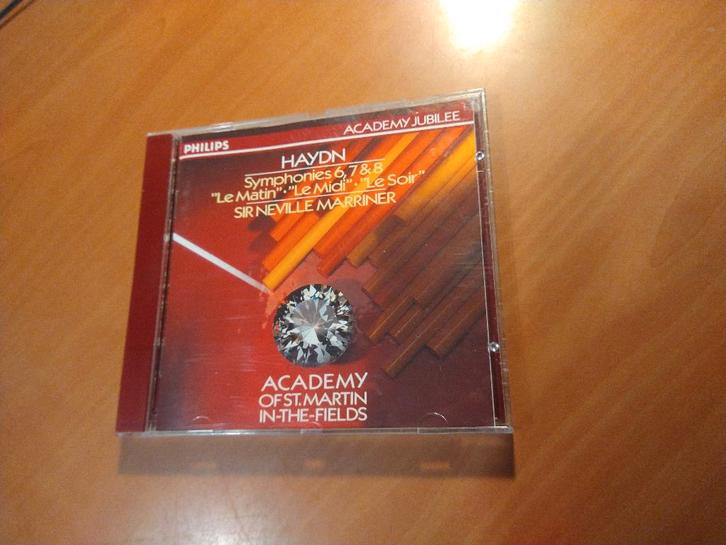 ACADEMY JUBILEE
PHILIPS
HAYDN
Symphonies 6, 7 & 8
"Le Matin"·"Le Midi"·"Le Soir"
SIR NEVILLE MARRINER
ACADEMY
OF ST. MARTIN
IN-THE-FIELDS